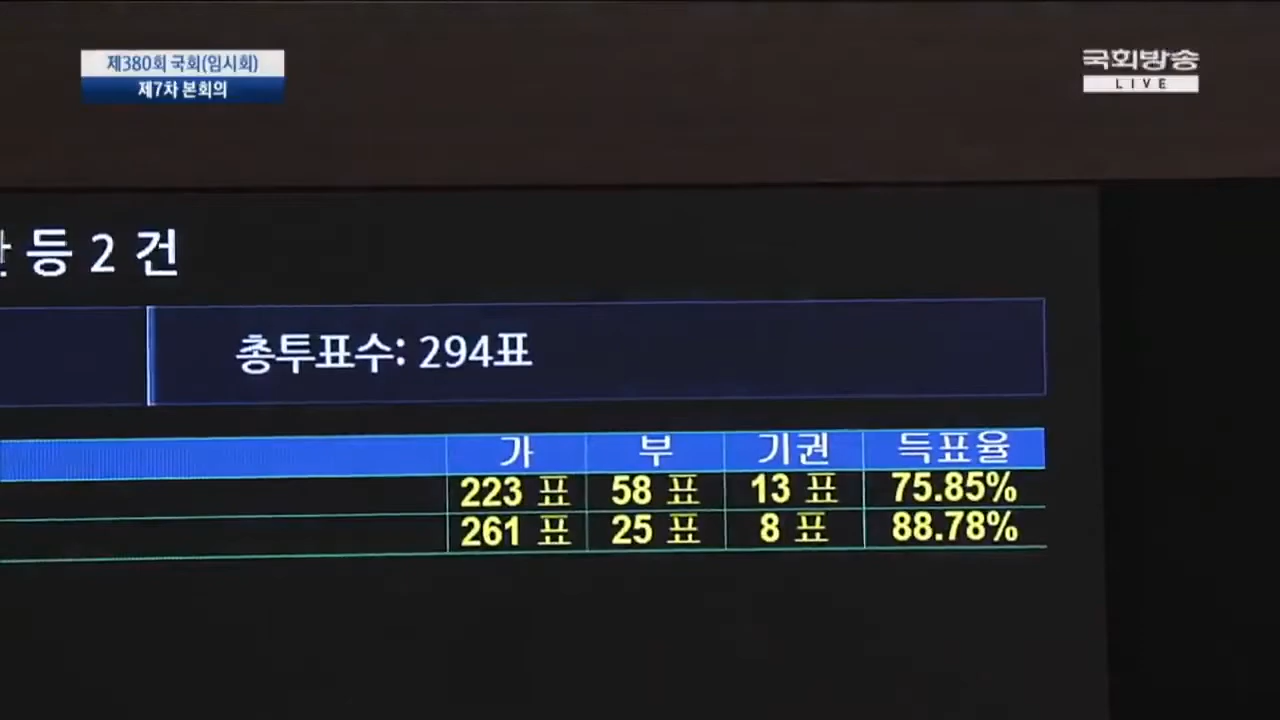 제380회 국회(임시회)
제7차 본회의
국회방송
LIVE
등 2 건
총투표수: 294표
가 부 기권 득표율
223 표 58 표 13 표 75.85%
261 표 25 표 8 표 88.78%